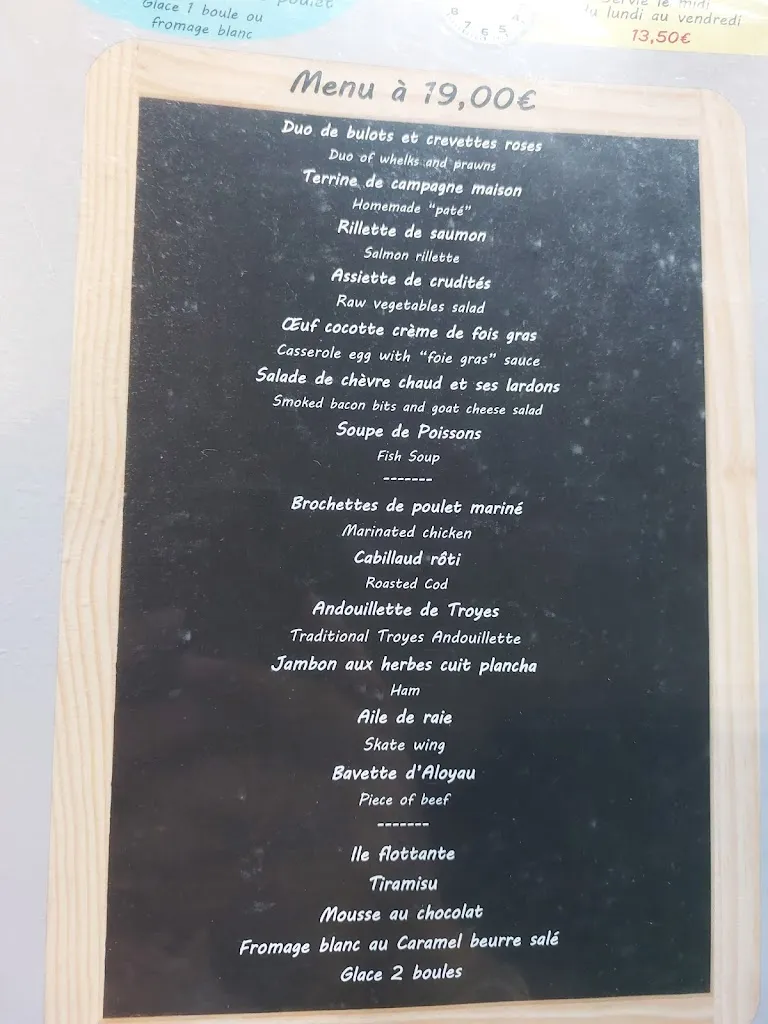 Glace 1 boule ou
fromage blanc
8 7 6 5 4
du lundi au vendredi
13,50€
Menu à 19,00€
Duo de bulots et crevettes roses
Duo of whelks and prawns
Terrine de campagne maison
Homemade "paté"
Rillette de saumon
Salmon rillette
Assiette de crudités
Raw vegetables salad
Œuf cocotte crème de fois gras
Casserole egg with "foie gras" sauce
Salade de chèvre chaud et ses lardons
Smoked bacon bits and goat cheese salad
Soupe de Poissons
Fish Soup
-------
Brochettes de poulet mariné
Marinated chicken
Cabillaud rôti
Roasted Cod
Andouillette de Troyes
Traditional Troyes Andouillette
Jambon aux herbes cuit plancha
Ham
Aile de raie
Skate wing
Bavette d'Aloyau
Piece of beef
-------
Ile flottante
Tiramisu
Mousse au chocolat
Fromage blanc au Caramel beurre salé
Glace 2 boules